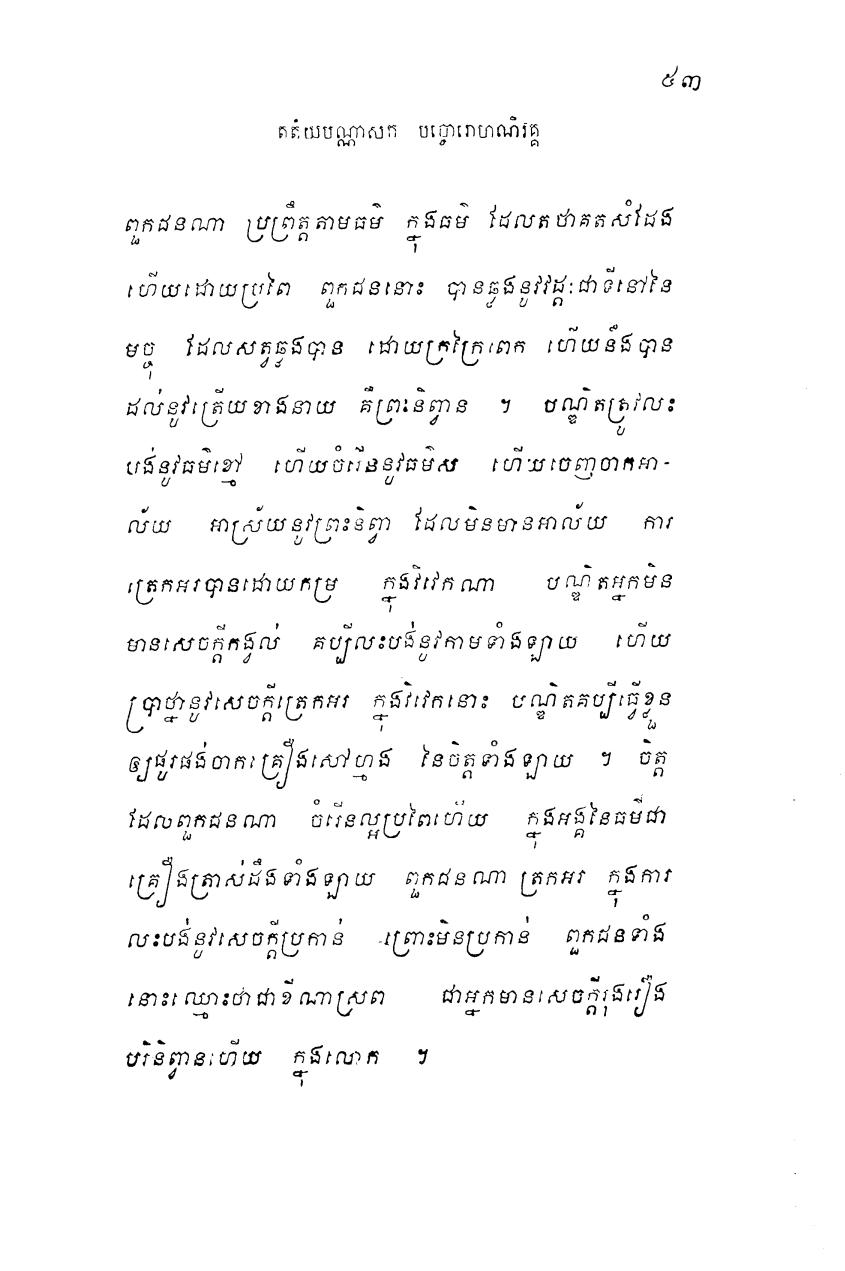 ៥៣
តតិយបណ្ណាសក បច្ចោរោហណិវគ្គ
ពួកជនណា ប្រព្រឹត្តតាមធម៌ ក្នុងធម៌ ដែលតថាគតសំដែង
ហើយដោយប្រពៃ ពួកជននោះ បានឆ្លងនូវវដ្តៈជាទីនៅនៃ
មច្ចុ ដែលសត្វឆ្លងបាន ដោយក្រក្រៃពេក ហើយនឹងបាន
ដល់នូវត្រើយខាងនាយ គឺព្រះនិព្វាន ។ បណ្ឌិតត្រូវលះ
បង់នូវធម៌ខ្មៅ ហើយចំរើននូវធម៌ស ហើយចេញចាកអា-
ល័យ អាស្រ័យនូវព្រះនិព្វា ដែលមិនមានអាល័យ ការ
ត្រេកអរបានដោយកម្រ ក្នុងវិវេកណា បណ្ឌិតអ្នកមិន
មានសេចក្តីកង្វល់ គប្បីលះបង់នូវកាមទាំងឡាយ ហើយ
ប្រាថ្នានូវសេចក្តីត្រេកអរ ក្នុងវិវេកនោះ បណ្ឌិតគប្បីធ្វើខ្លួន
ឲ្យផូរផង់ចាកគ្រឿងសៅហ្មង នៃចិត្តទាំងឡាយ ។ ចិត្ត
ដែលពួកជនណា ចំរើនល្អប្រពៃហើយ ក្នុងអង្គនៃធម៌ជា
គ្រឿងត្រាស់ដឹងទាំងឡាយ ពួកជនណា ត្រកអរ ក្នុងការ
លះបង់នូវសេចក្តីប្រកាន់ ព្រោះមិនប្រកាន់ ពួកជនទាំង
នោះឈ្មោះថាជាខីណាស្រព ជាអ្នកមានសេចក្តីរុងរឿង
បរិនិព្វានហើយ ក្នុងលោក ។